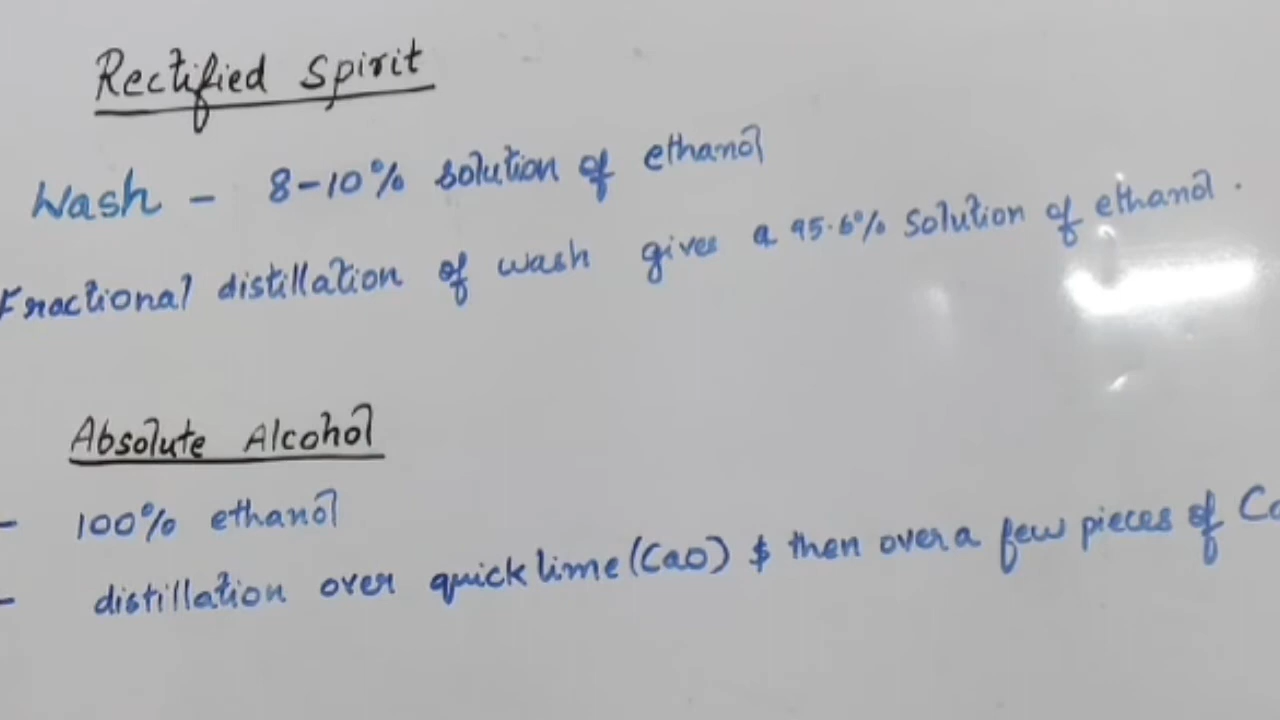 Rectified Spirit
Wash - 8-10% solution of ethanol
Fractional distillation of wash gives a 95.6% solution of ethanol.
Absolute Alcohol
- 100% ethanol
- distillation over quicklime (CaO) & then over a few pieces of